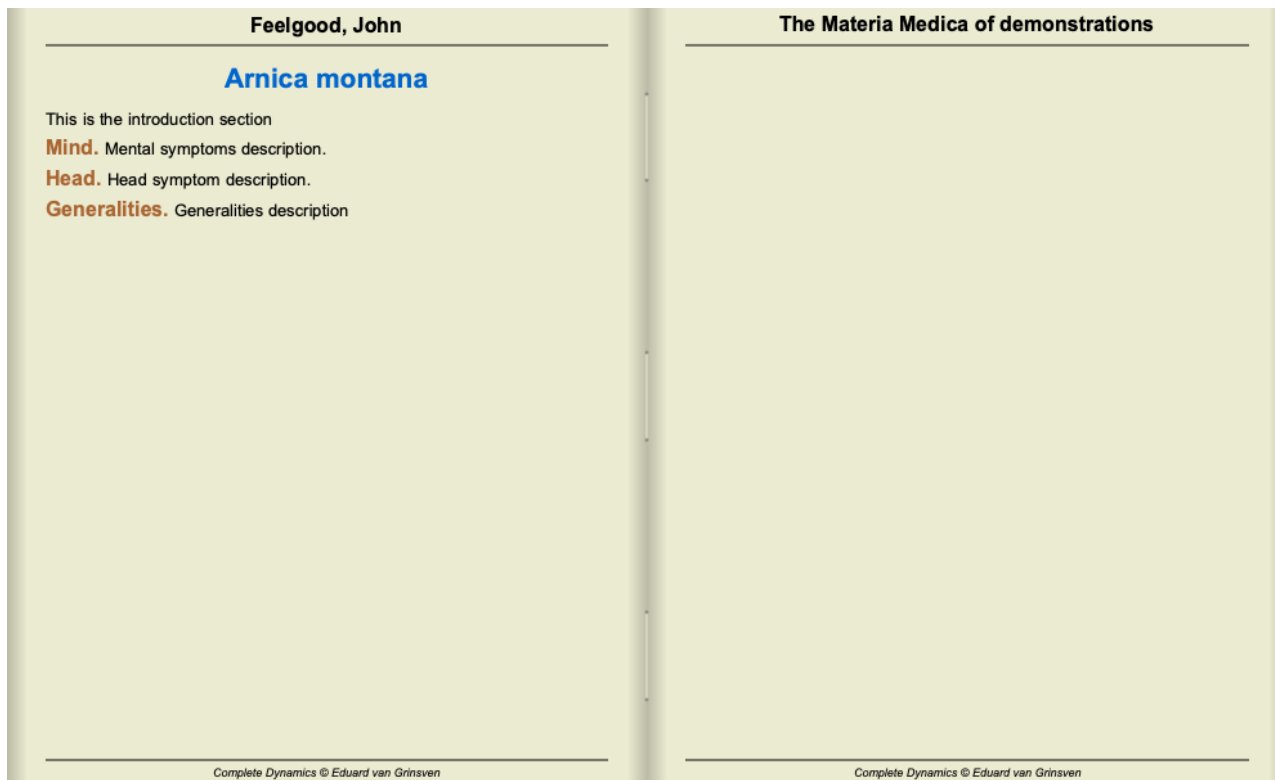 Feelgood, John
Arnica montana
This is the introduction section
Mind. Mental symptoms description.
Head. Head symptom description.
Generalities. Generalities description
Complete Dynamics © Eduard van Grinsven
The Materia Medica of demonstrations
Complete Dynamics © Eduard van Grinsven